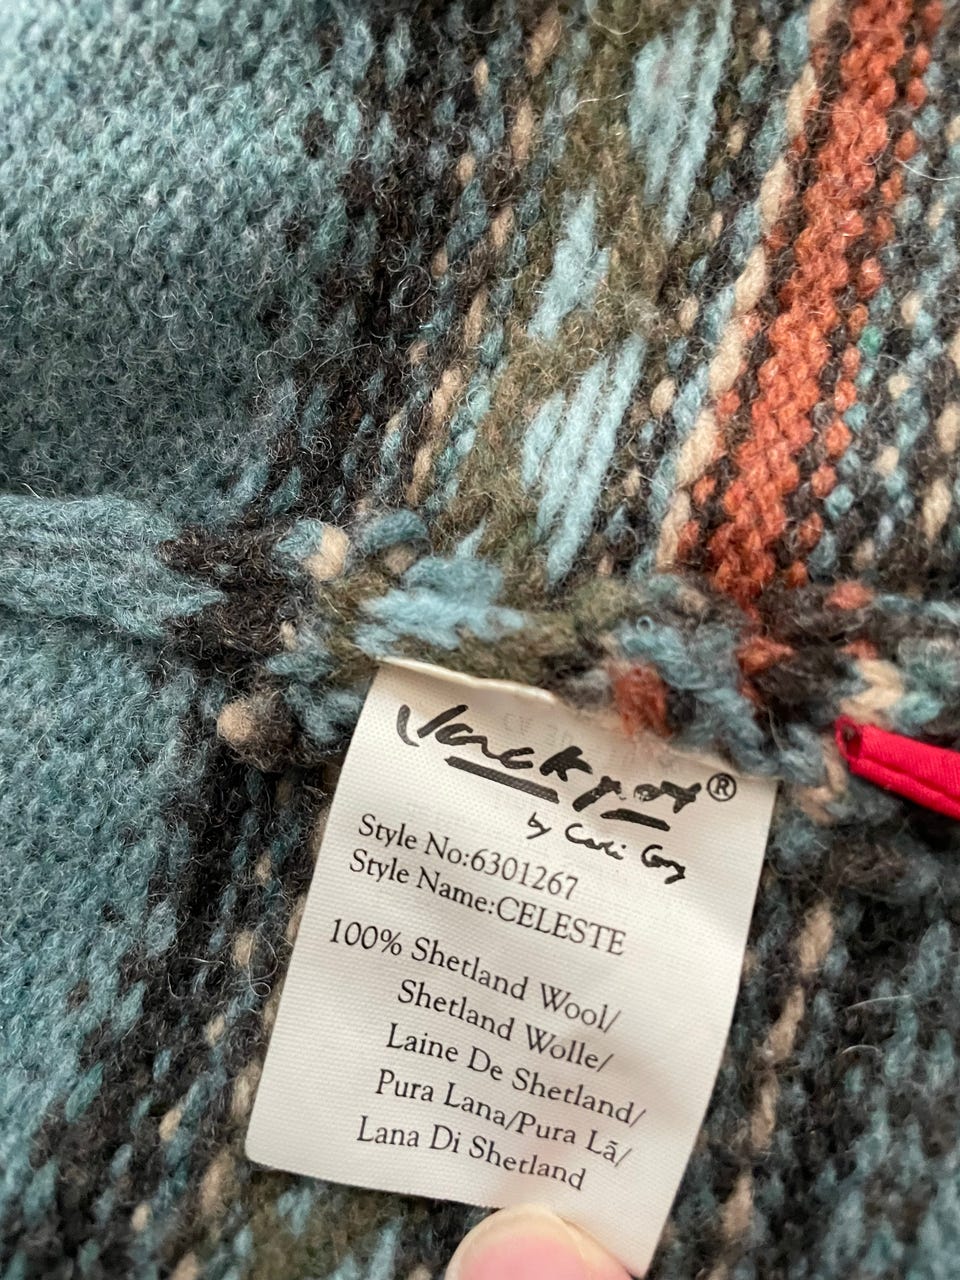 Jackpot®
by Carli Gry
Style No:6301267
Style Name:CELESTE
100% Shetland Wool/
Shetland Wolle/
Laine De Shetland/
Pura Lana/Pura Lã/
Lana Di Shetland